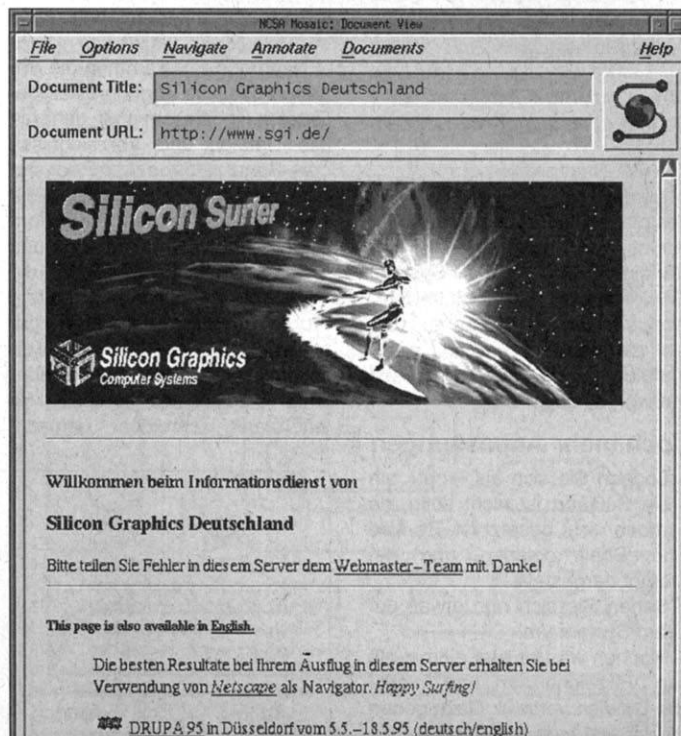 NCSA Mosaic: Document View
File Options Navigate Annotate Documents Help
Document Title: Silicon Graphics Deutschland
Document URL: http://www.sgi.de/
Silicon Surfer
Silicon Graphics
Computer Systems
Willkommen beim Informationsdienst von
Silicon Graphics Deutschland
Bitte teilen Sie Fehler in diesem Server dem Webmaster-Team mit. Danke!
This page is also available in English.
Die besten Resultate bei Ihrem Ausflug in diesem Server erhalten Sie bei
Verwendung von Netscape als Navigator. Happy Surfing!
DRUPA 95 in Düsseldorf vom 5.5.-18.5.95 (deutsch/english)